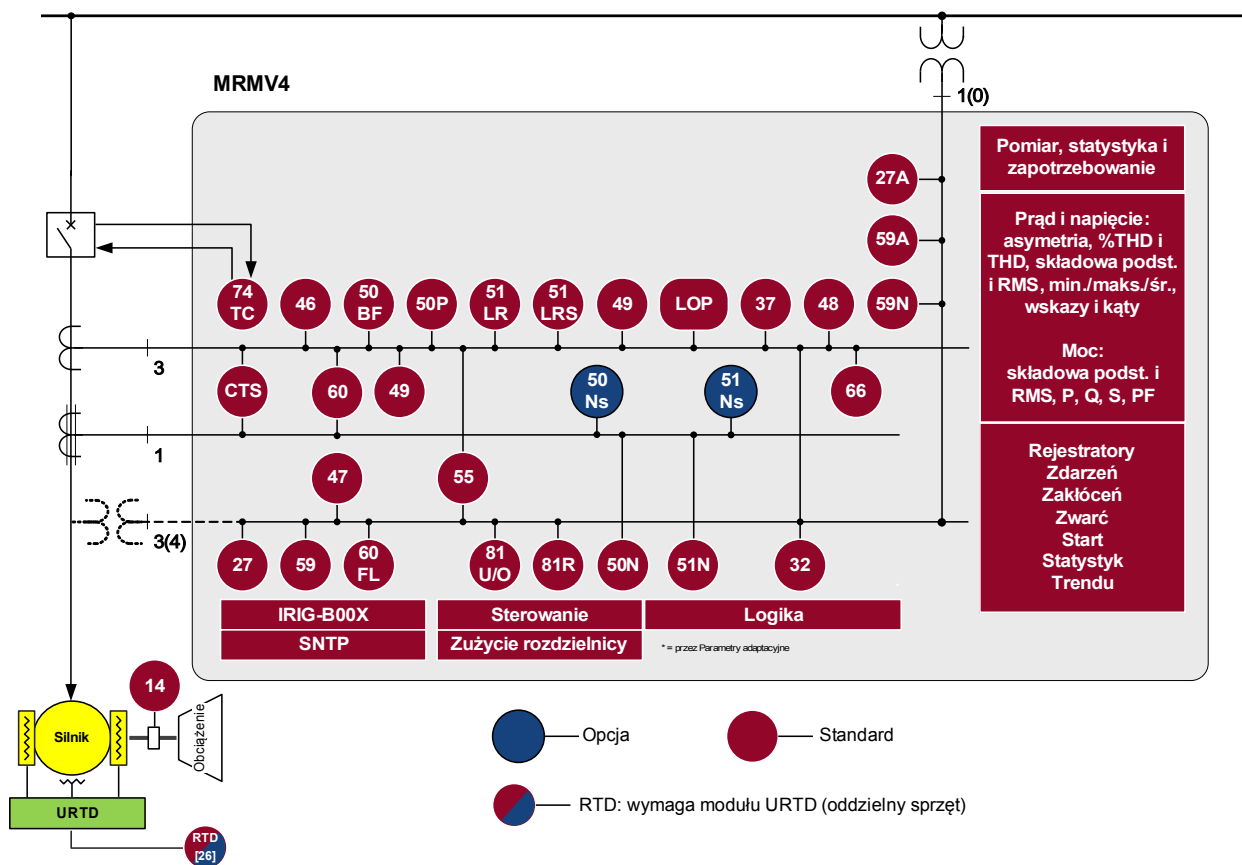 MRMV4
1(0)
27A
59A
59N
74
TC
46
50
BF
50P
51
LR
51
LRS
49
LOP
37
48
3
CTS
60
49
50
Ns
51
Ns
66
1
47
55
3(4)
27
59
60
FL
81
U/O
81R
50N
51N
32
IRIG-B00X
Sterowanie
Logika
SNTP
Zużycie rozdzielnicy
* = przez Parametry adaptacyjne
Pomiar, statystyka i
zapotrzebowanie
Prąd i napięcie:
asymetria, %THD i
THD, składowa podst.
i RMS, min./maks./śr.,
wskazy i kąty
Moc:
składowa podst. i
RMS, P, Q, S, PF
Rejestratory
Zdarzeń
Zakłóceń
Zwarć
Start
Statystyk
Trendu
14
Silnik
Obciążenie
URTD
RTD
[26]
Opcja
Standard
RTD: wymaga modułu URTD (oddzielny sprzęt)